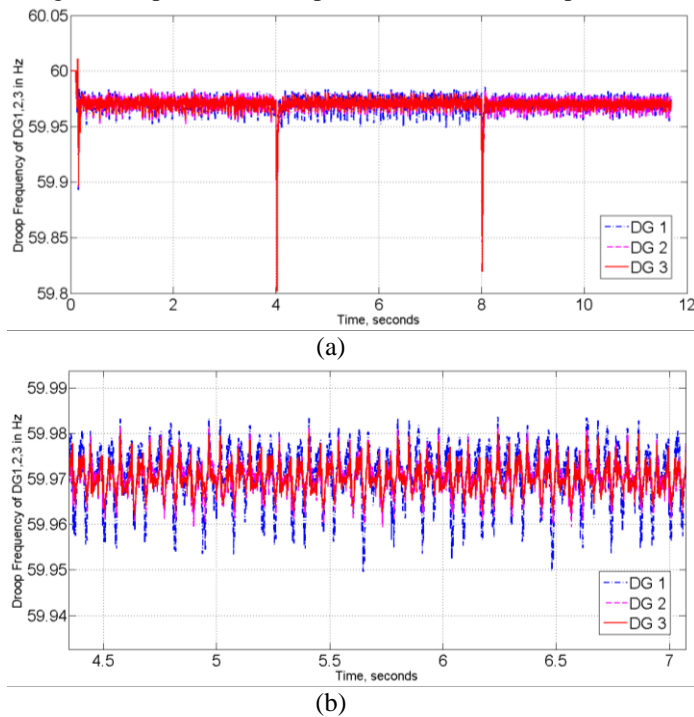 60.05
60
59.95
59.9
59.85
59.8
Droop Frequency of DG1,2,3 in Hz
0 2 4 6 8 10 12
Time, seconds
DG 1
DG 2
DG 3
(a)
59.99
59.98
59.97
59.96
59.95
59.94
Droop Frequency of DG1,2,3 in Hz
4.5 5 5.5 6 6.5 7
Time, seconds
DG 1
DG 2
DG 3
(b)